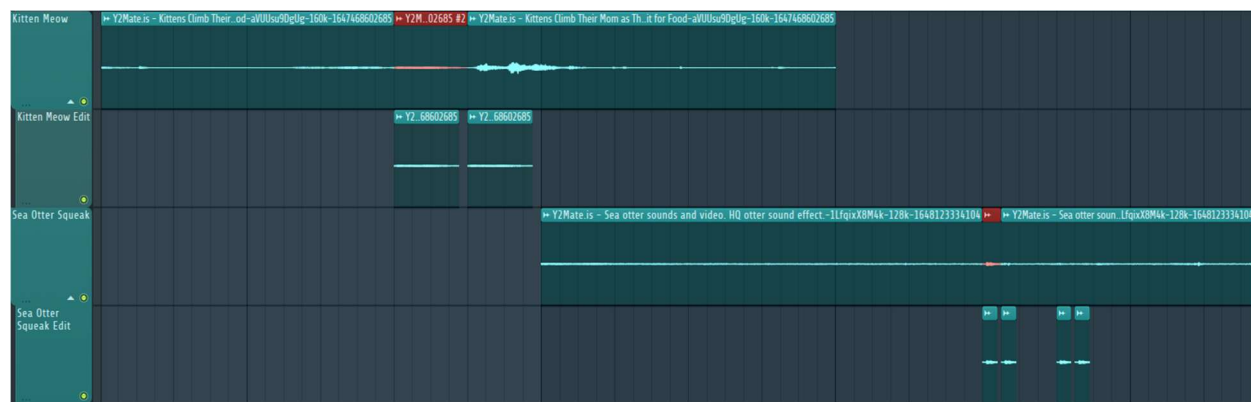 Kitten Meow
Y2Mate.is - Kittens Climb Their..od-aVUUsu9DgUg-160k-1647468602685
Y2M..02685 #2
Y2Mate.is - Kittens Climb Their Mom as Th..it for Food-aVUUsu9DgUg-160k-1647468602685
...
Kitten Meow Edit
Y2..68602685
Y2..68602685
Sea Otter Squeak
Y2Mate.is - Sea otter sounds and video. HQ otter sound effect.-1LfqixX8M4k-128k-1648123334104
Y2Mate.is - Sea otter soun..LfqixX8M4k-128k-1648123334104
...
Sea Otter
Squeak Edit
...